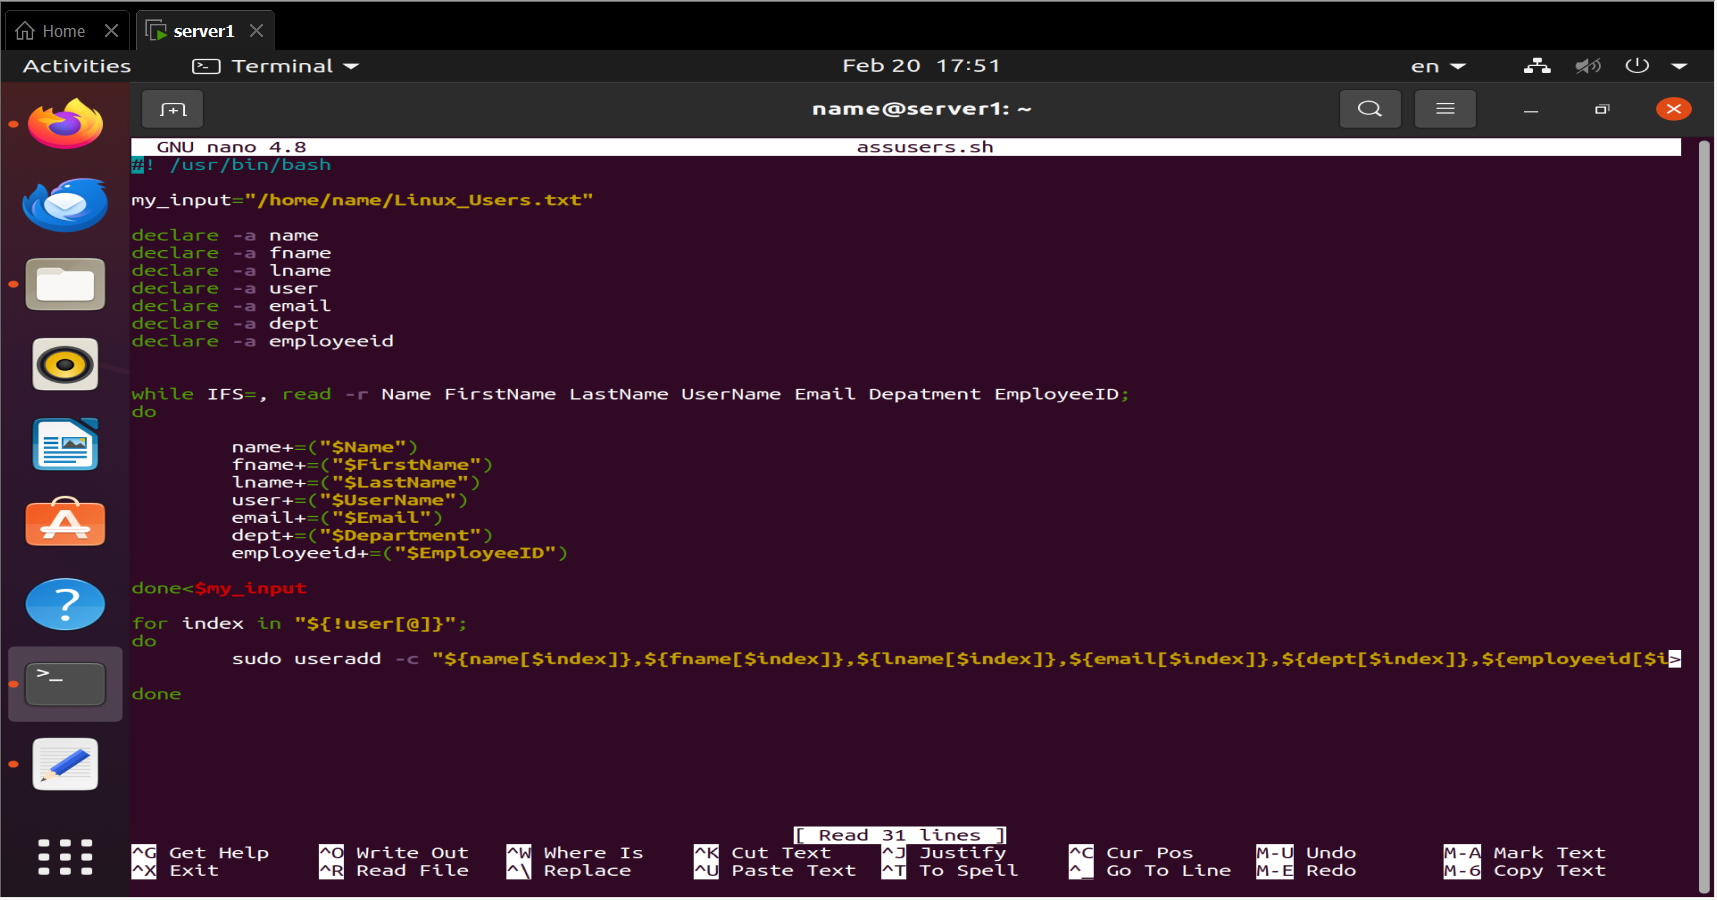 Home
server1
Activities
Terminal
Feb 20 17:51
en
name@server1: ~
GNU nano 4.8 assusers.sh
#! /usr/bin/bash
my_input="/home/name/Linux_Users.txt"
declare -a name
declare -a fname
declare -a lname
declare -a user
declare -a email
declare -a dept
declare -a employeeid
while IFS=, read -r Name FirstName LastName UserName Email Depatment EmployeeID;
do
name+=("$Name")
fname+=("$FirstName")
lname+=("$LastName")
user+=("$UserName")
email+=("$Email")
dept+=("$Department")
employeeid+=("$EmployeeID")
done<$my_input
for index in "${!user[@]}";
do
sudo useradd -c "${name[$index]},${fname[$index]},${lname[$index]},${email[$index]},${dept[$index]},${employeeid[$i>
done
[ Read 31 lines ]
^G Get Help ^O Write Out ^W Where Is ^K Cut Text ^J Justify ^C Cur Pos M-U Undo M-A Mark Text
^X Exit ^R Read File ^\ Replace ^U Paste Text ^T To Spell ^_ Go To Line M-E Redo M-6 Copy Text